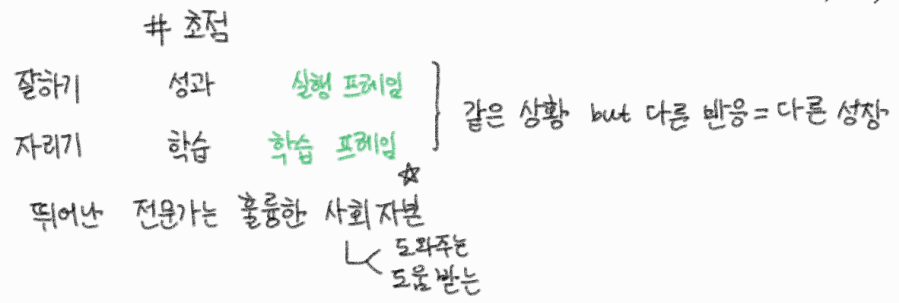 # 초점
잘하기 성과 실행 프레임
자라기 학습 학습 프레임
같은 상황 but 다른 반응 = 다른 성장
뛰어난 전문가는 훌륭한 사회자본 ☆
도와주는
도움받는